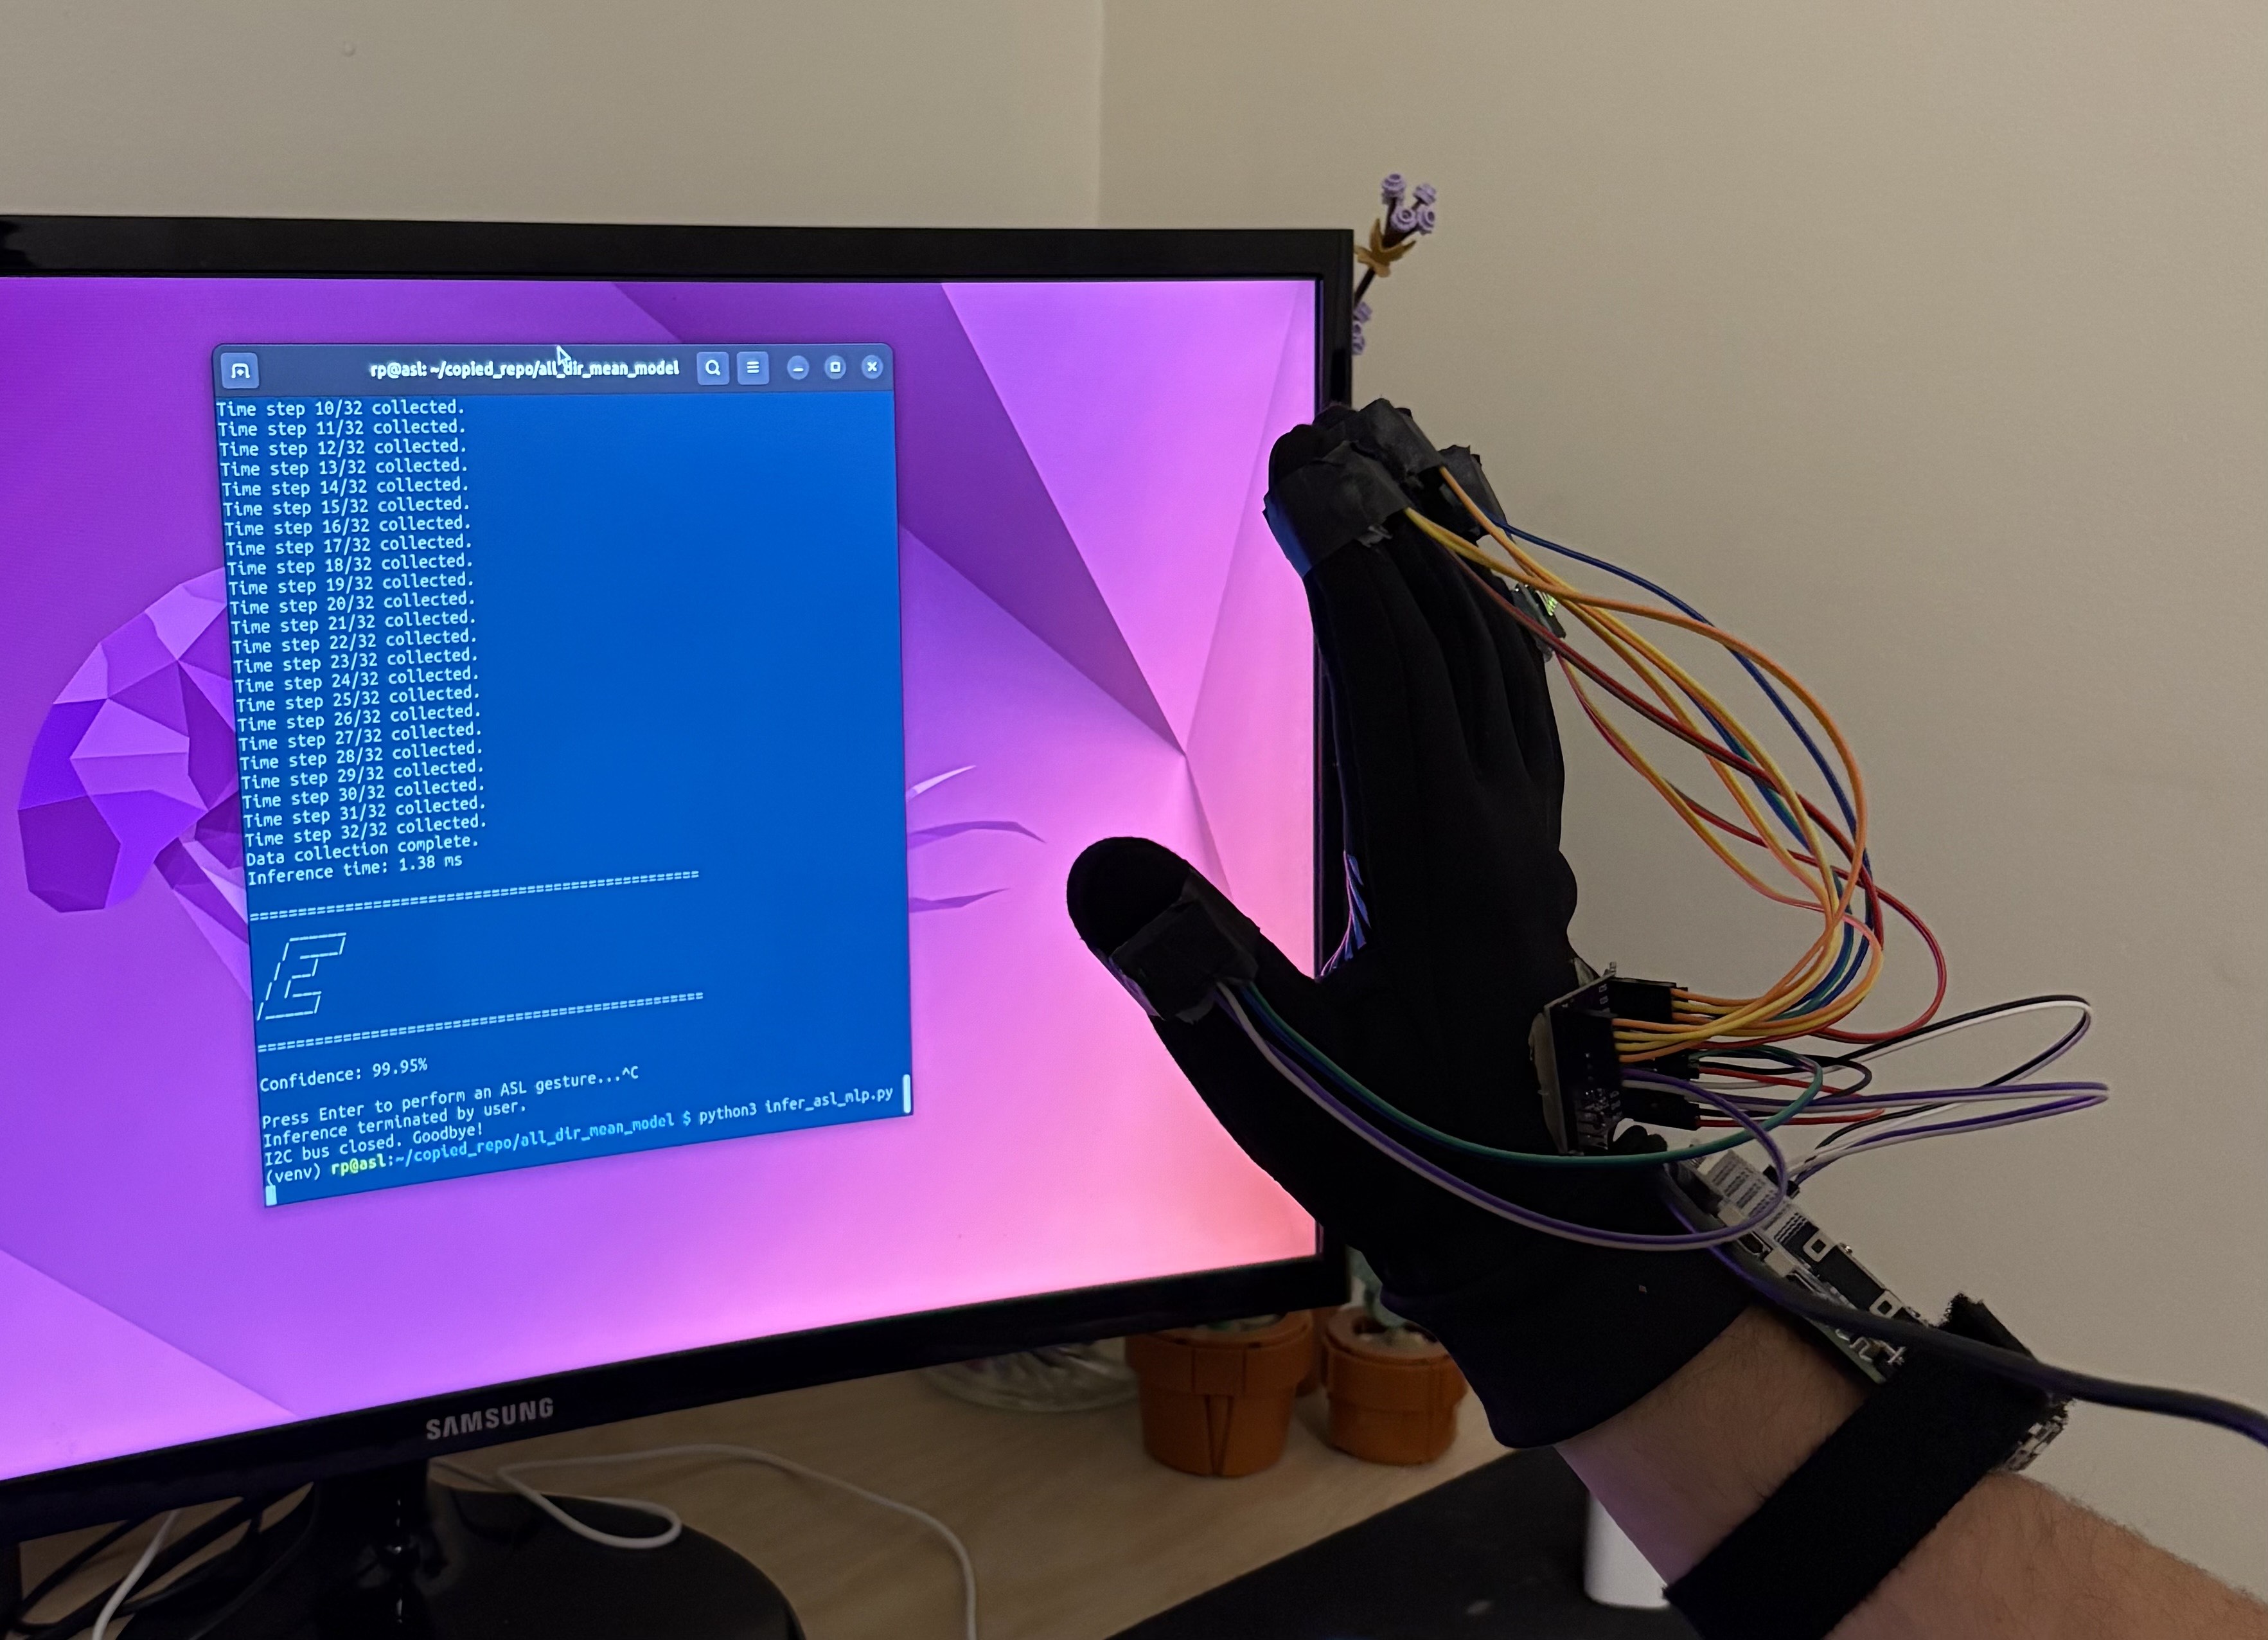 rp@asl: ~/copied_repo/all_dir_mean_model
Time step 10/32 collected.
Time step 11/32 collected.
Time step 12/32 collected.
Time step 13/32 collected.
Time step 14/32 collected.
Time step 15/32 collected.
Time step 16/32 collected.
Time step 17/32 collected.
Time step 18/32 collected.
Time step 19/32 collected.
Time step 20/32 collected.
Time step 21/32 collected.
Time step 22/32 collected.
Time step 23/32 collected.
Time step 24/32 collected.
Time step 25/32 collected.
Time step 26/32 collected.
Time step 27/32 collected.
Time step 28/32 collected.
Time step 29/32 collected.
Time step 30/32 collected.
Time step 31/32 collected.
Time step 32/32 collected.
Data collection complete.
Inference time: 1.38 ms
E
Confidence: 99.95%
Press Enter to perform an ASL gesture...^C
Inference terminated by user.
I2C bus closed. Goodbye!
(venv) rp@asl:~/copied_repo/all_dir_mean_model $ python3 infer_asl_mlp.py
SAMSUNG